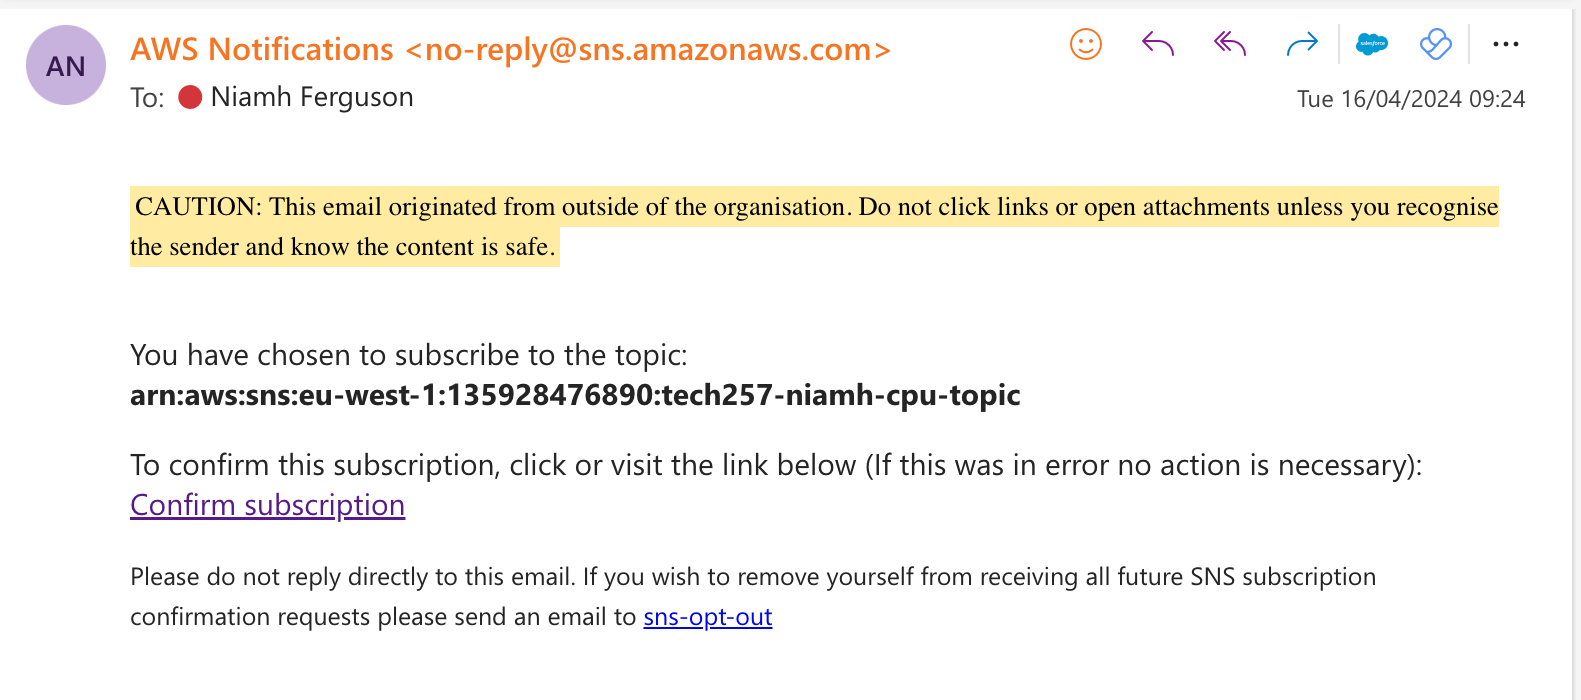 AN
AWS Notifications <no-reply@sns.amazonaws.com>
To: Niamh Ferguson
salesforce
Tue 16/04/2024 09:24
CAUTION: This email originated from outside of the organisation. Do not click links or open attachments unless you recognise
the sender and know the content is safe.
You have chosen to subscribe to the topic:
arn:aws:sns:eu-west-1:135928476890:tech257-niamh-cpu-topic
To confirm this subscription, click or visit the link below (If this was in error no action is necessary):
Confirm subscription
Please do not reply directly to this email. If you wish to remove yourself from receiving all future SNS subscription
confirmation requests please send an email to sns-opt-out